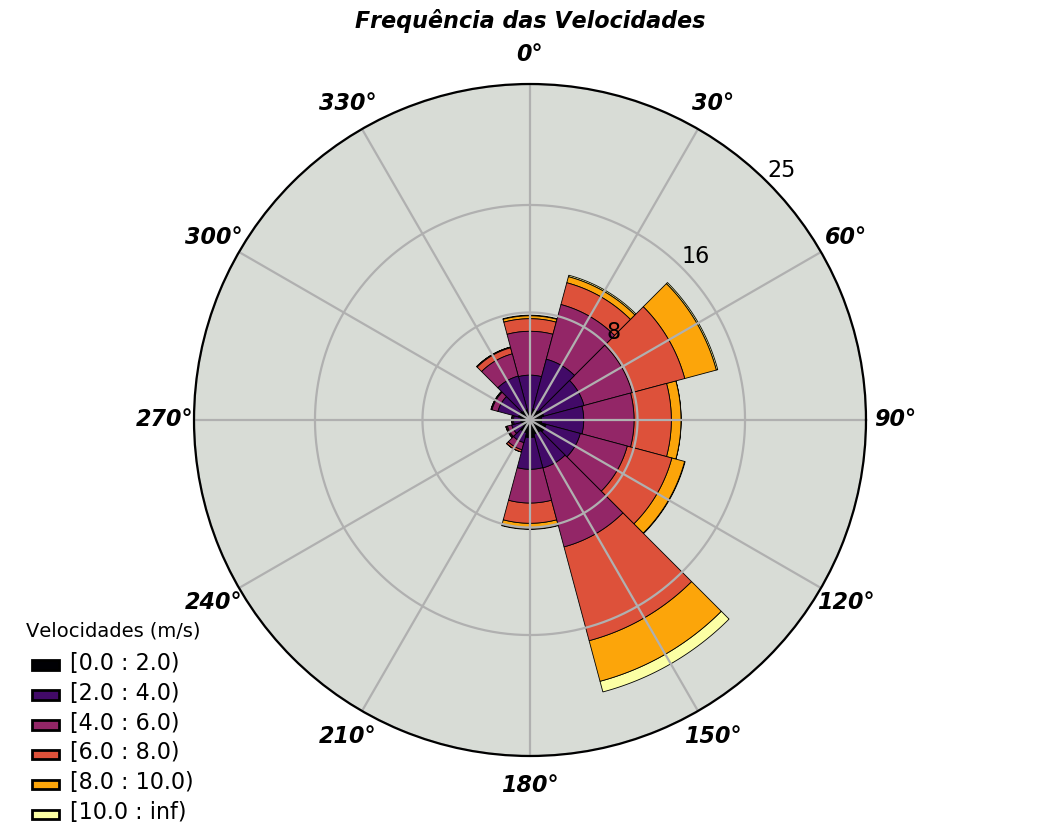 Frequência das Velocidades
0°
330°
30°
25
300°
60°
16
8
270°
90°
240°
120°
210°
150°
180°
Velocidades (m/s)
[0.0 : 2.0)
[2.0 : 4.0)
[4.0 : 6.0)
[6.0 : 8.0)
[8.0 : 10.0)
[10.0 : inf)